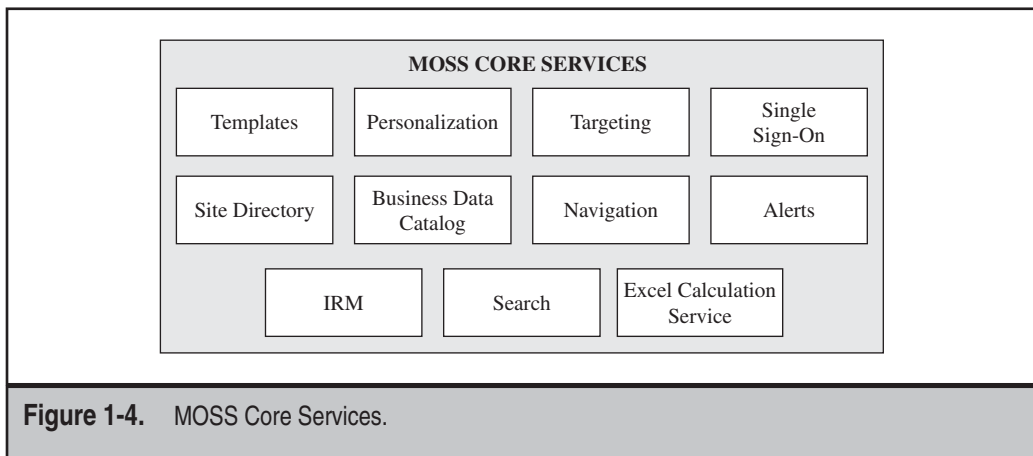 MOSS CORE SERVICES
Templates
Personalization
Targeting
Single
Sign-On
Site Directory
Business Data
Catalog
Navigation
Alerts
IRM
Search
Excel Calculation
Service
Figure 1-4. MOSS Core Services.